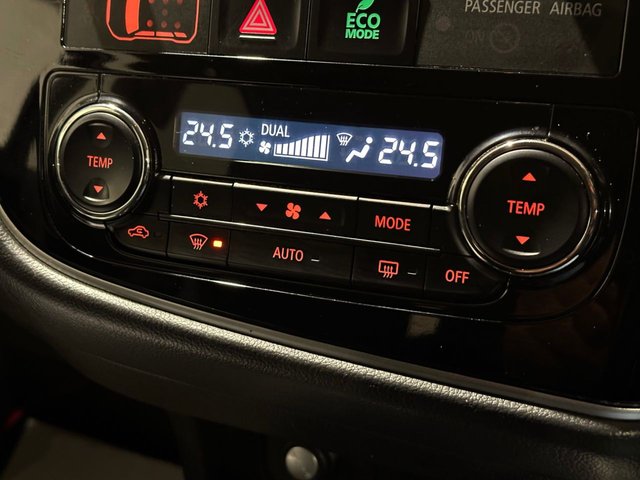 PASSENGER AIRBAG
ECO
MODE
24.5 DUAL 24.5
TEMP
TEMP
MODE
AUTO
OFF